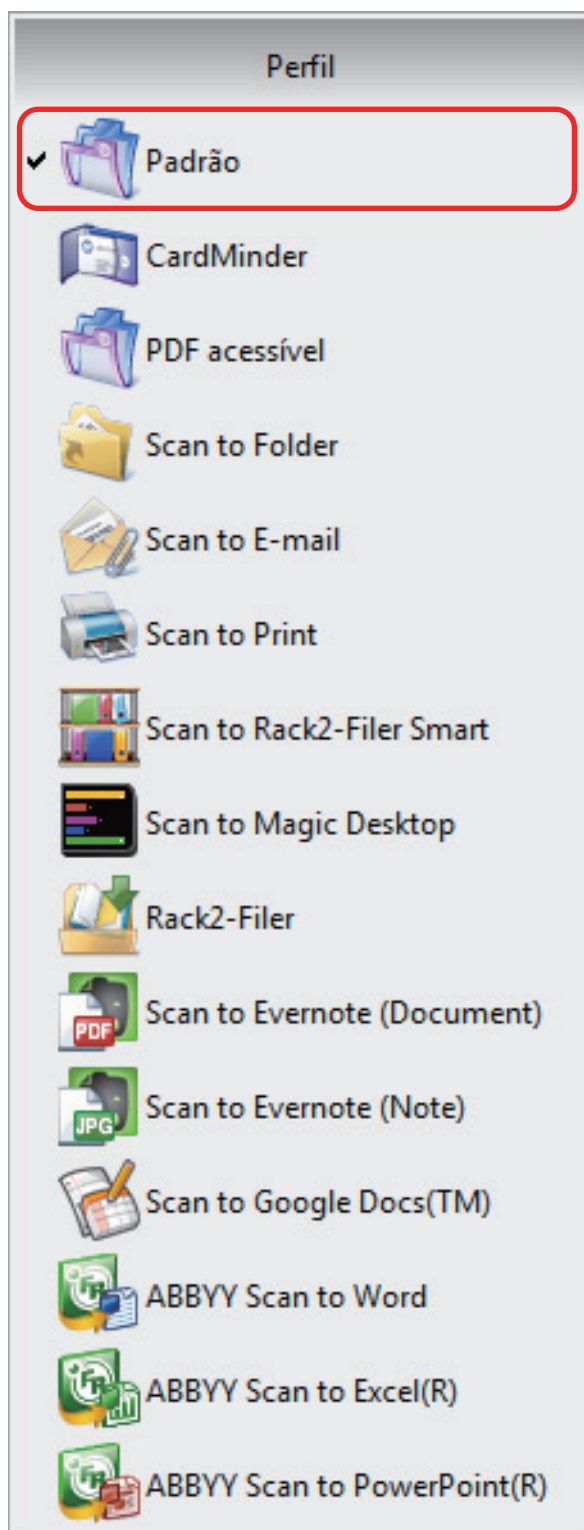 Perfil
Padrão
CardMinder
PDF acessível
Scan to Folder
Scan to E-mail
Scan to Print
Scan to Rack2-Filer Smart
Scan to Magic Desktop
Rack2-Filer
PDF Scan to Evernote (Document)
JPG Scan to Evernote (Note)
Scan to Google Docs(TM)
ABBYY Scan to Word
ABBYY Scan to Excel(R)
ABBYY Scan to PowerPoint(R)